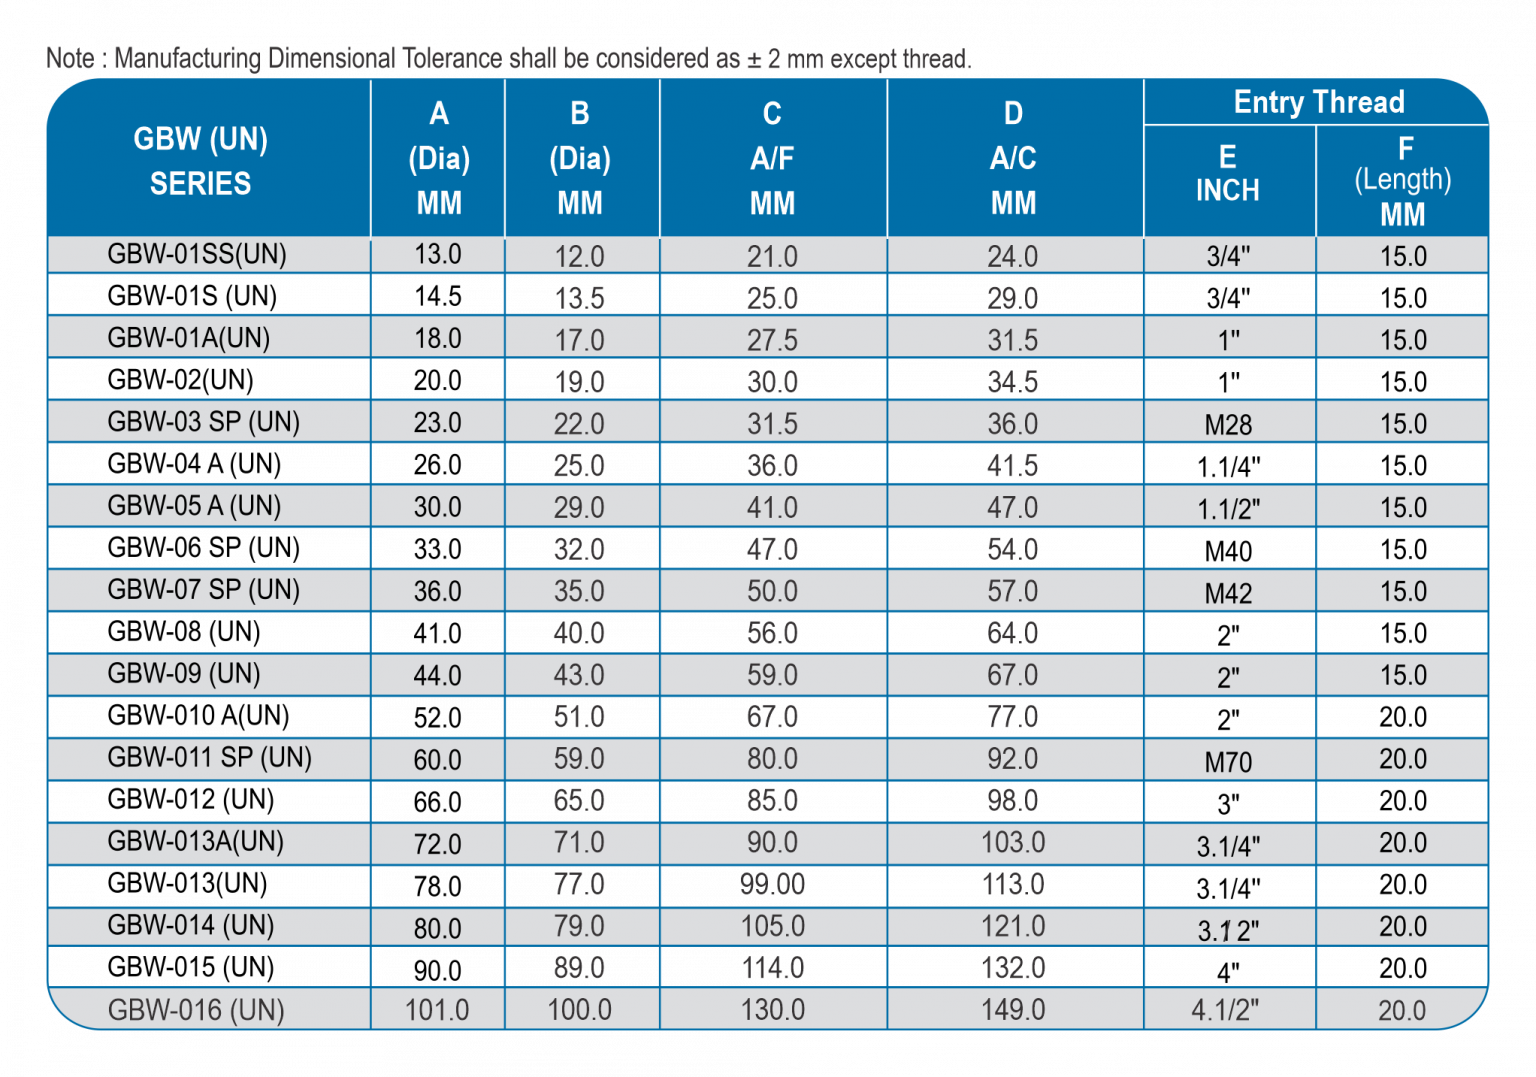 Note : Manufacturing Dimensional Tolerance shall be considered as ± 2 mm except thread.
GBW (UN) SERIES A (Dia) MM B (Dia) MM C A/F MM D A/C MM Entry Thread E INCH F (Length) MM
GBW-01SS(UN) 13.0 12.0 21.0 24.0 3/4" 15.0
GBW-01S (UN) 14.5 13.5 25.0 29.0 3/4" 15.0
GBW-01A(UN) 18.0 17.0 27.5 31.5 1" 15.0
GBW-02(UN) 20.0 19.0 30.0 34.5 1" 15.0
GBW-03 SP (UN) 23.0 22.0 31.5 36.0 M28 15.0
GBW-04 A (UN) 26.0 25.0 36.0 41.5 1.1/4" 15.0
GBW-05 A (UN) 30.0 29.0 41.0 47.0 1.1/2" 15.0
GBW-06 SP (UN) 33.0 32.0 47.0 54.0 M40 15.0
GBW-07 SP (UN) 36.0 35.0 50.0 57.0 M42 15.0
GBW-08 (UN) 41.0 40.0 56.0 64.0 2" 15.0
GBW-09 (UN) 44.0 43.0 59.0 67.0 2" 15.0
GBW-010 A(UN) 52.0 51.0 67.0 77.0 2" 20.0
GBW-011 SP (UN) 60.0 59.0 80.0 92.0 M70 20.0
GBW-012 (UN) 66.0 65.0 85.0 98.0 3" 20.0
GBW-013A(UN) 72.0 71.0 90.0 103.0 3.1/4" 20.0
GBW-013(UN) 78.0 77.0 99.00 113.0 3.1/4" 20.0
GBW-014 (UN) 80.0 79.0 105.0 121.0 3.1/2" 20.0
GBW-015 (UN) 90.0 89.0 114.0 132.0 4" 20.0
GBW-016 (UN) 101.0 100.0 130.0 149.0 4.1/2" 20.0